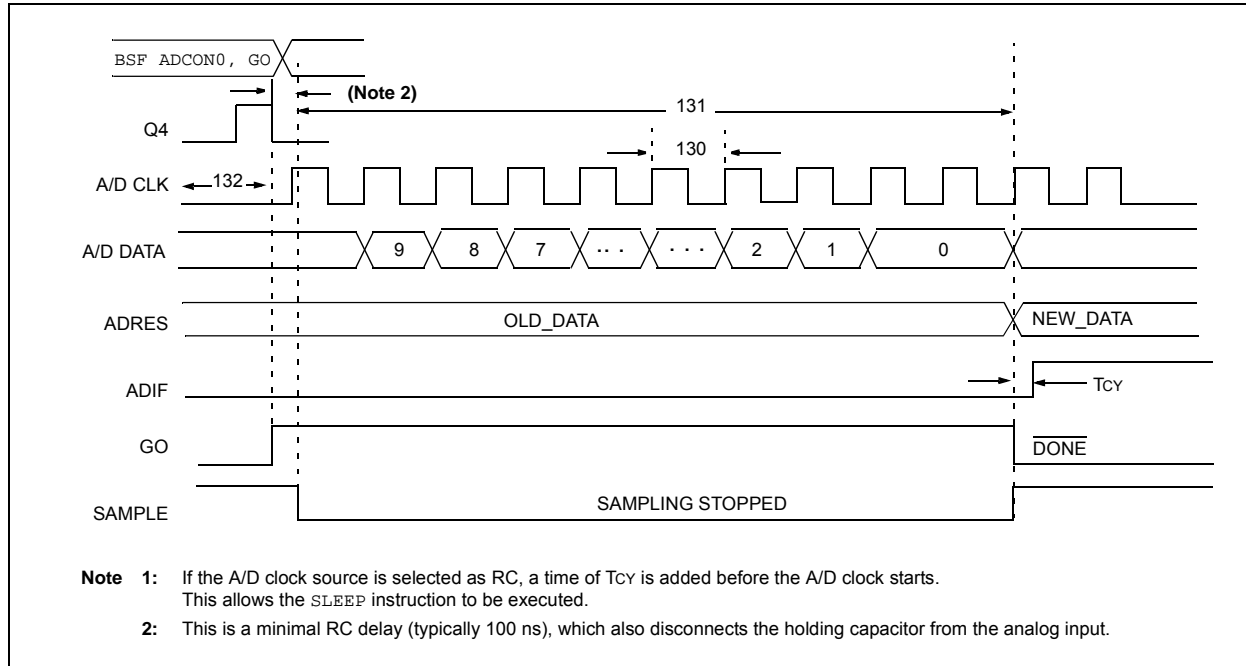 BSF ADCON0, GO
(Note 2)
131
Q4
130
A/D CLK
132
A/D DATA
9 8 7 ... ... 2 1 0
ADRES
OLD_DATA
NEW_DATA
ADIF
TCY
GO
DONE
SAMPLE
SAMPLING STOPPED
Note 1: If the A/D clock source is selected as RC, a time of TCY is added before the A/D clock starts.
This allows the SLEEP instruction to be executed.
2: This is a minimal RC delay (typically 100 ns), which also disconnects the holding capacitor from the analog input.